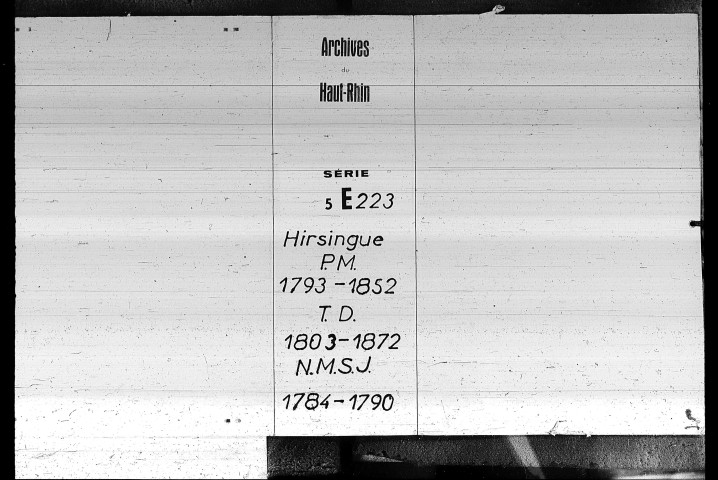 Archives
du
Haut-Rhin
SÉRIE
5 E 223
Hirsingue
P.M.
1793-1852
T.D.
1803-1872
N.M.S.J.
1784-1790